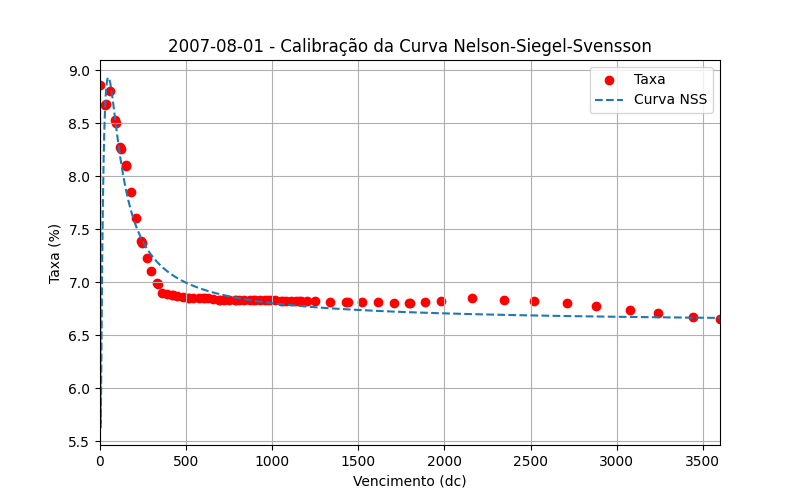 2007-08-01 - Calibração da Curva Nelson-Siegel-Svensson
Taxa
Curva NSS
Taxa (%)
9.0
8.5
8.0
7.5
7.0
6.5
6.0
5.5
0 500 1000 1500 2000 2500 3000 3500
Vencimento (dc)